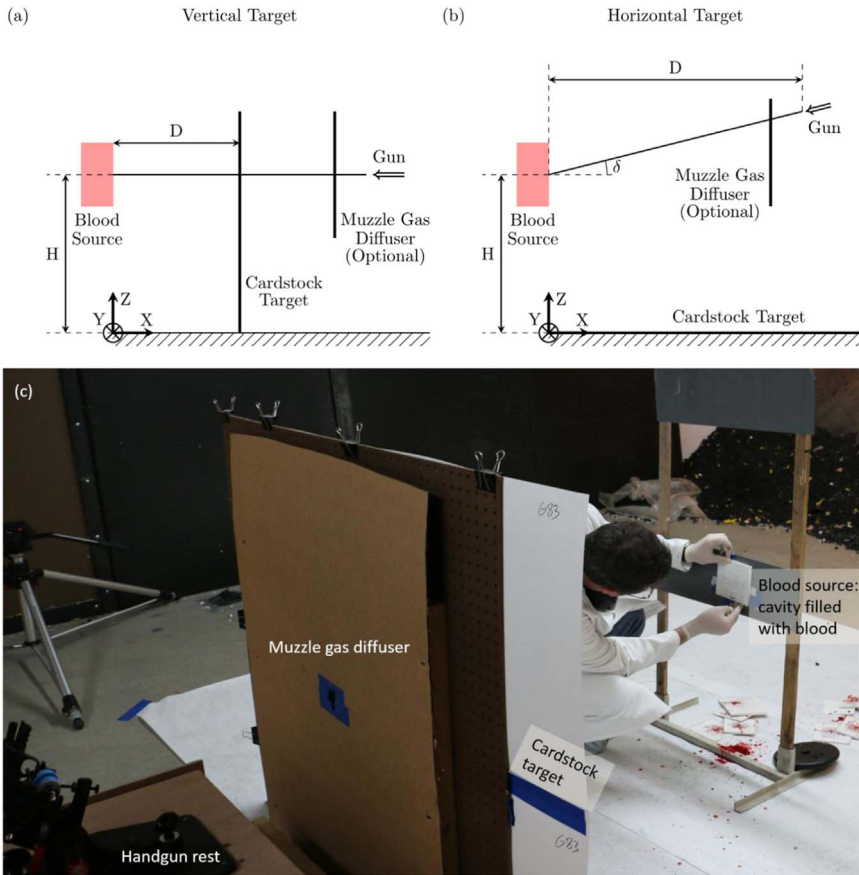 (a)
Vertical Target
D
Gun
Blood
Source
Muzzle Gas
Diffuser
(Optional)
H
Cardstock
Target
Z
Y
X
(b)
Horizontal Target
D
Gun
δ
Muzzle Gas
Diffuser
(Optional)
Blood
Source
H
Z
Y
X
Cardstock Target
(c)
G83
Blood source:
cavity filled
with blood
Muzzle gas diffuser
Cardstock
target
G83
Handgun rest